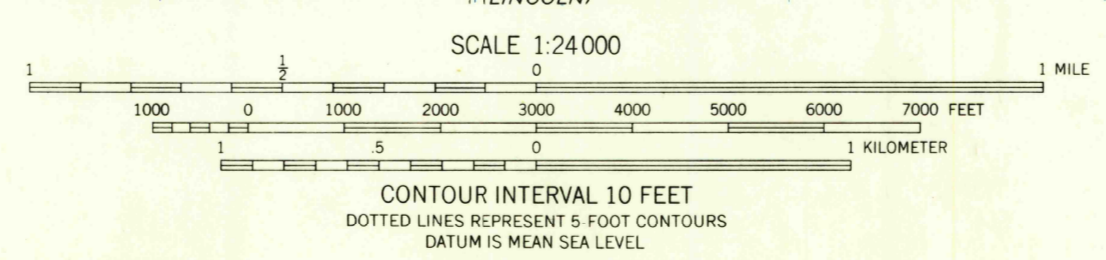 SCALE 1:24 000
1 1/2 0 1 MILE
1000 0 1000 2000 3000 4000 5000 6000 7000 FEET
1 .5 0 1 KILOMETER
CONTOUR INTERVAL 10 FEET
DOTTED LINES REPRESENT 5-FOOT CONTOURS
DATUM IS MEAN SEA LEVEL